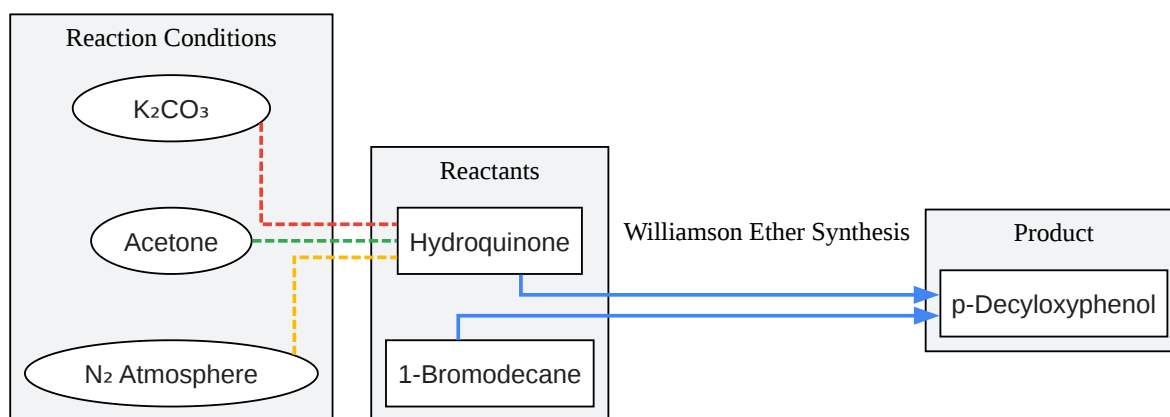 Reaction Conditions
K₂CO₃
Acetone
N₂ Atmosphere
Reactants
Hydroquinone
1-Bromodecane
Williamson Ether Synthesis
Product
p-Decyloxyphenol